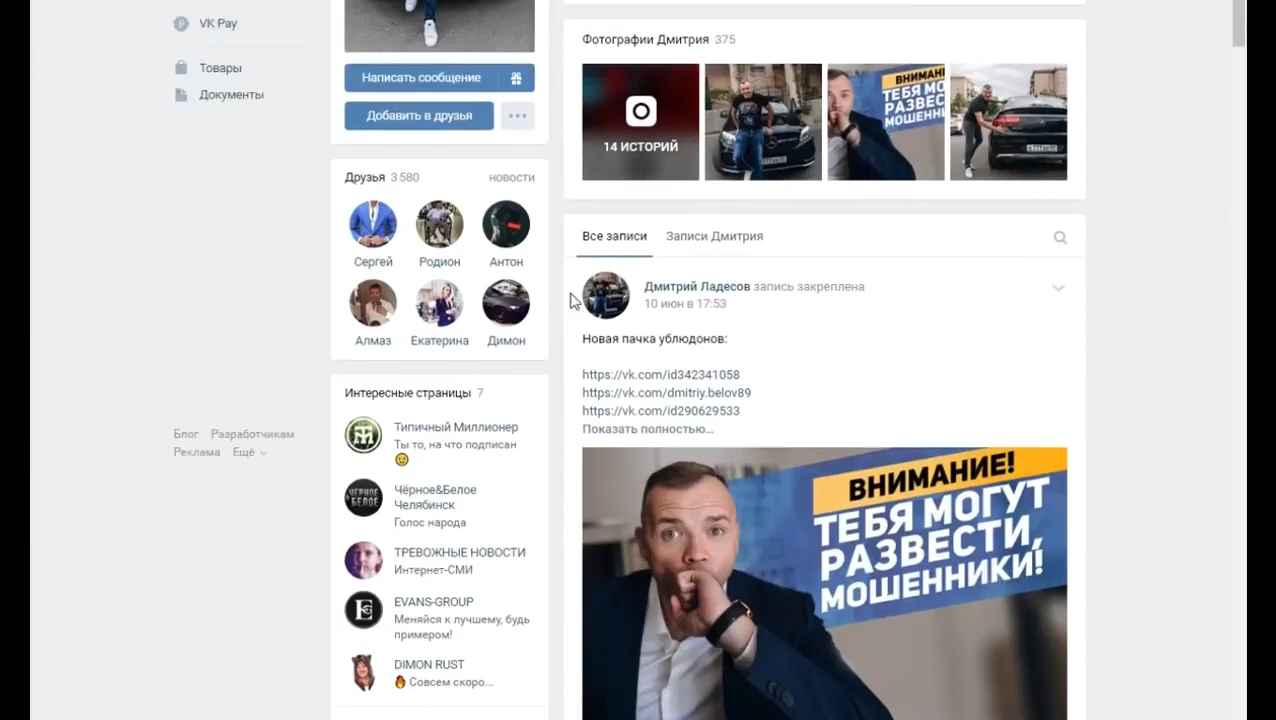 VK Pay
Товары
Документы
Блог Разработчикам
Реклама Ещё
Написать сообщение
Добавить в друзья
Друзья 3 580 новости
Сергей Родион Антон
Алмаз Екатерина Димон
Интересные страницы 7
Типичный Миллионер
Ты то, на что подписан
Чёрное&Белое
Челябинск
Голос народа
ЧЁРНОЕ
БЕЛОЕ
ТРЕВОЖНЫЕ НОВОСТИ
Интернет-СМИ
EVANS-GROUP
Меняйся к лучшему, будь
примером!
DIMON RUST
Совсем скоро...
Фотографии Дмитрия 375
14 ИСТОРИЙ
ВНИМАН
ТЕБЯ МО
РАЗВЕС
МОШЕНН
Все записи Записи Дмитрия
Дмитрий Ладесов запись закреплена
10 июн в 17:53
Новая пачка ублюдонов:
https://vk.com/id342341058
https://vk.com/dmitriy.belov89
https://vk.com/id290629533
Показать полностью...
ВНИМАНИЕ!
ТЕБЯ МОГУТ
РАЗВЕСТИ,
МОШЕННИКИ!